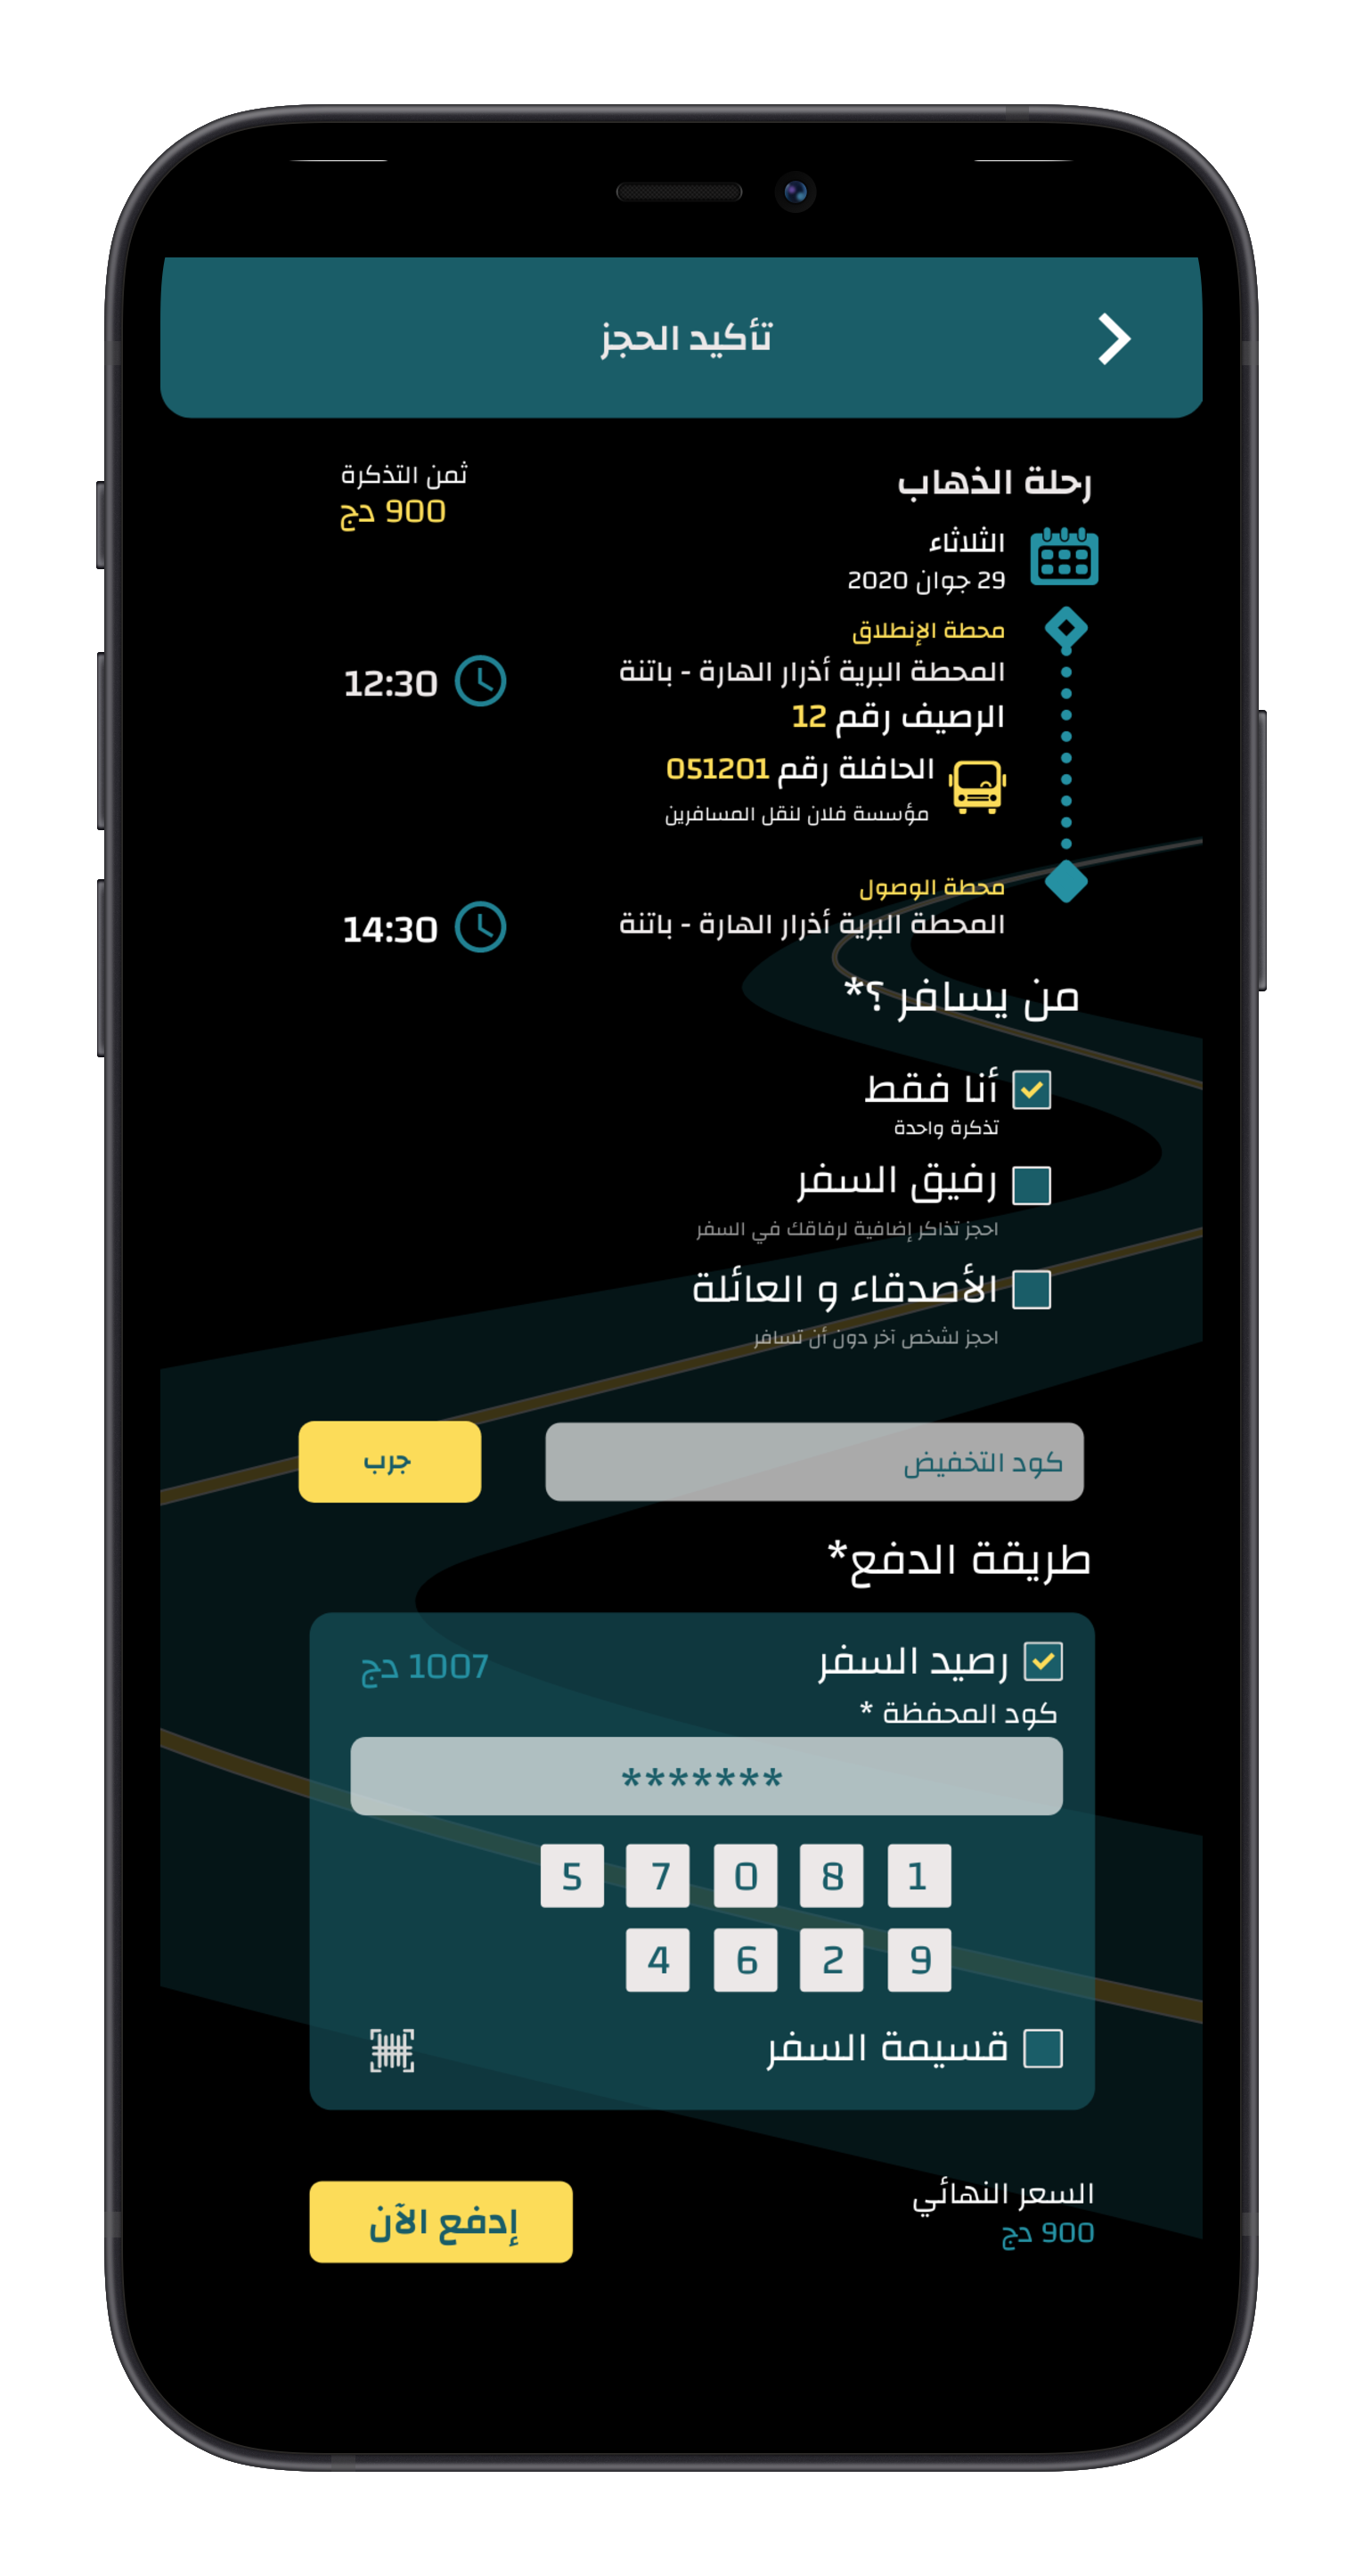 تأكيد الحجز
رحلة الذهاب
ثمن التذكرة
900 دج
الثلاثاء
29 جوان 2020
محطة الإنطلاق
المحطة البرية أذرار الهارة - باتنة
12:30
الرصيف رقم 12
الحافلة رقم 051201
مؤسسة فلان لنقل المسافرين
محطة الوصول
المحطة البرية أذرار الهارة - باتنة
14:30
من يسافر ؟*
أنا فقط
تذكرة واحدة
رفيق السفر
احجز تذاكر إضافية لرفاقك في السفر
الأصدقاء و العائلة
احجز لشخص آخر دون أن تسافر
كود التخفيض
جرب
طريقة الدفع*
رصيد السفر
1007 دج
كود المحفظة *
*******
1 8 0 7 5
9 2 6 4
قسيمة السفر
السعر النهائي
900 دج
إدفع الآن